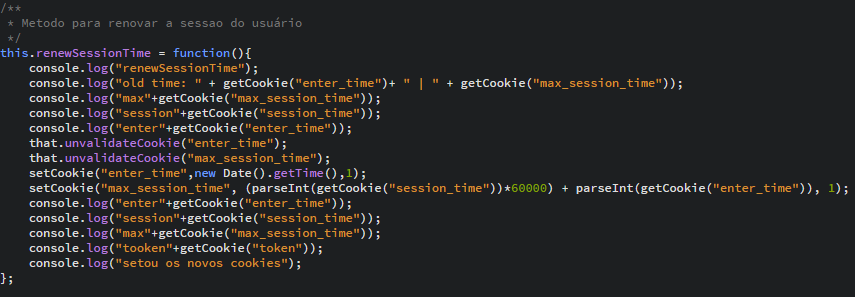 /**
 * Metodo para renovar a sessao do usuário
 */
this.renewSessionTime = function(){
    console.log("renewSessionTime");
    console.log("old time: " + getCookie("enter_time")+ " | " + getCookie("max_session_time"));
    console.log("max"+getCookie("max_session_time"));
    console.log("session"+getCookie("session_time"));
    console.log("enter"+getCookie("enter_time"));
    that.unvalidateCookie("enter_time");
    that.unvalidateCookie("max_session_time");
    setCookie("enter_time",new Date().getTime(),1);
    setCookie("max_session_time", (parseInt(getCookie("session_time"))*60000) + parseInt(getCookie("enter_time")), 1);
    console.log("enter"+getCookie("enter_time"));
    console.log("session"+getCookie("session_time"));
    console.log("max"+getCookie("max_session_time"));
    console.log("tooken"+getCookie("token"));
    console.log("setou os novos cookies");
};